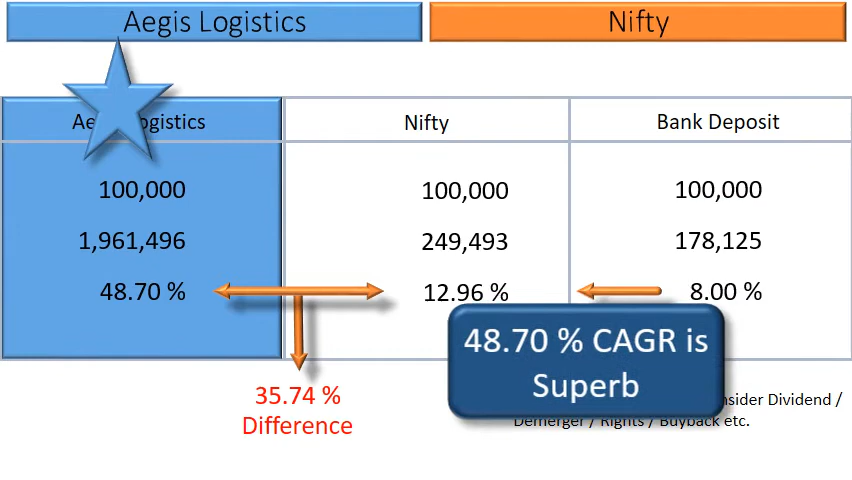 Aegis Logistics
Nifty
Nifty
Bank Deposit
100,000
100,000
100,000
1,961,496
249,493
178,125
48.70 %
12.96 %
8.00 %
48.70 % CAGR is
Superb
35.74 %
Difference
Dividend /
Demerger / Rights / Buyback etc.